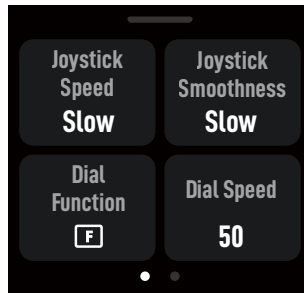 Joystick
Speed
Slow
Joystick
Smoothness
Slow
Dial
Function
F
Dial Speed
50